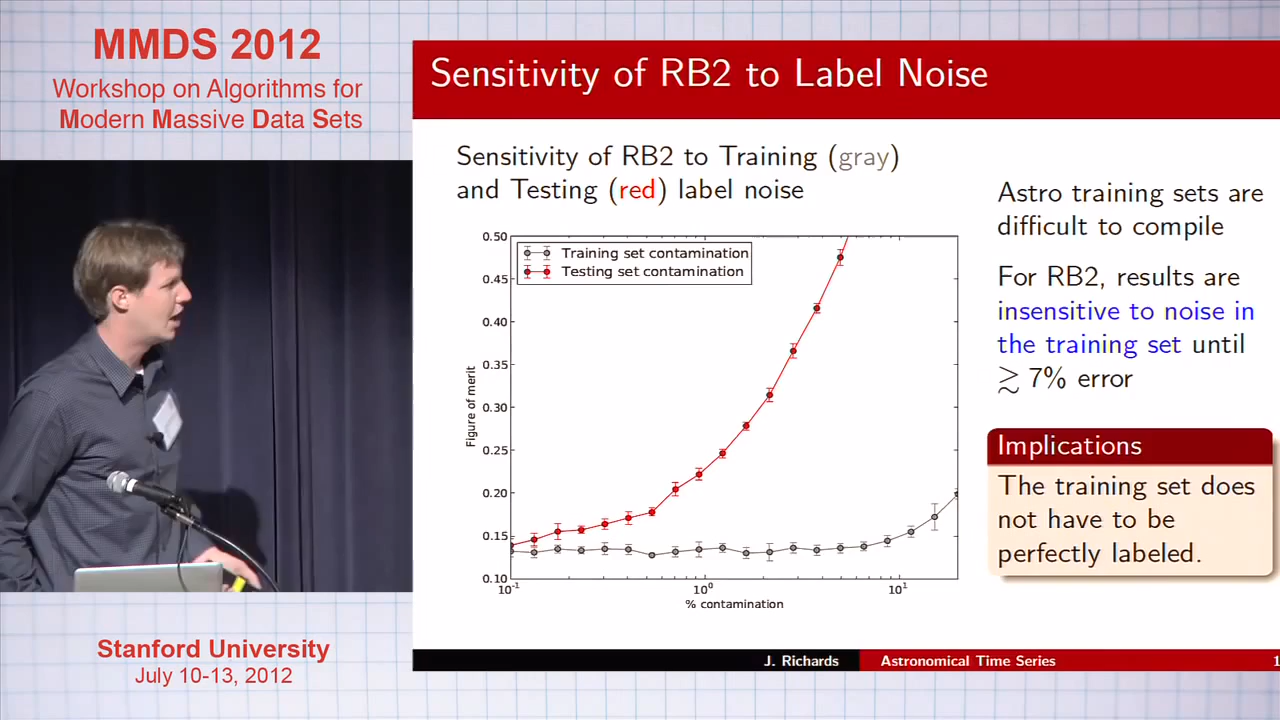 MMDS 2012
Workshop on Algorithms for
Modern Massive Data Sets
Sensitivity of RB2 to Label Noise
Sensitivity of RB2 to Training (gray)
and Testing (red) label noise
0.50
0.45
0.40
0.35
0.30
0.25
0.20
0.15
0.10
Figure of merit
Training set contamination
Testing set contamination
10⁻¹
10⁰
10¹
% contamination
Astro training sets are
difficult to compile
For RB2, results are
insensitive to noise in
the training set until
≳ 7% error
Implications
The training set does
not have to be
perfectly labeled.
Stanford University
July 10-13, 2012
J. Richards
Astronomical Time Series